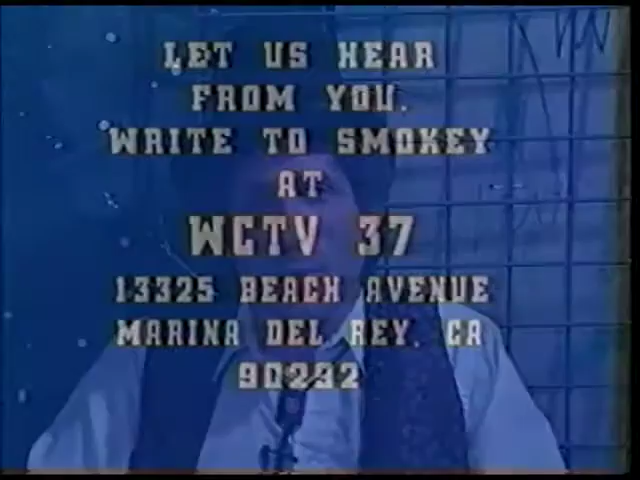 LET US HEAR
FROM YOU.
WRITE TO SMOKEY
AT
WCTV 37
13325 BEACH AVENUE
MARINA DEL REY, CA
90292